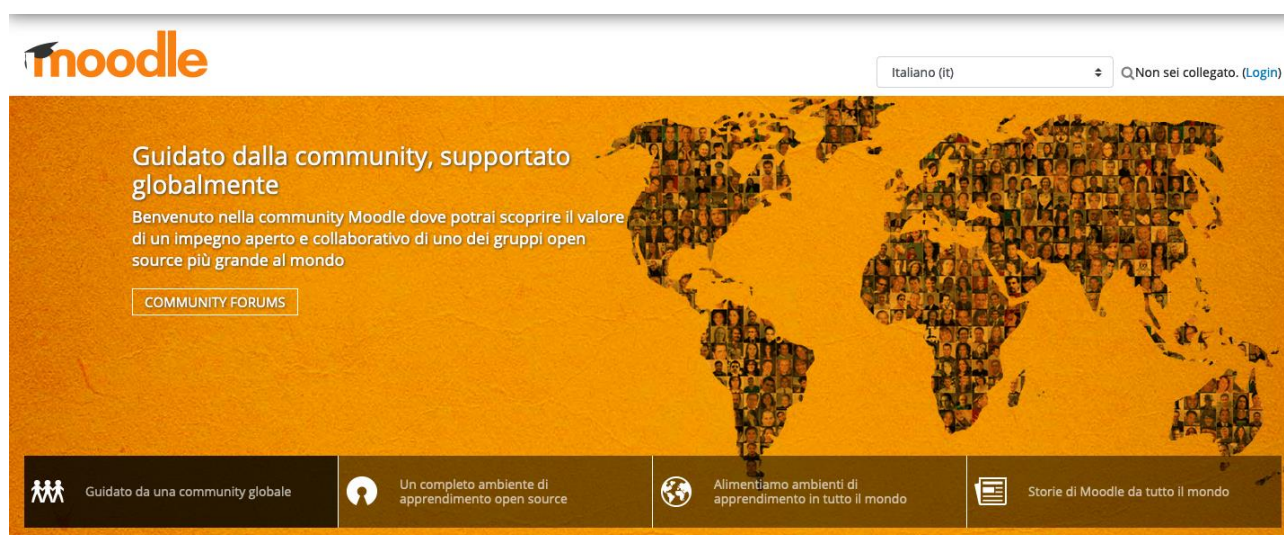 moodle
Italiano (it)
Non sei collegato. (Login)
Guidato dalla community, supportato
globalmente
Benvenuto nella community Moodle dove potrai scoprire il valore
di un impegno aperto e collaborativo di uno dei gruppi open
source più grande al mondo
COMMUNITY FORUMS
Guidato da una community globale
Un completo ambiente di
apprendimento open source
Alimentiamo ambienti di
apprendimento in tutto il mondo
Storie di Moodle da tutto il mondo